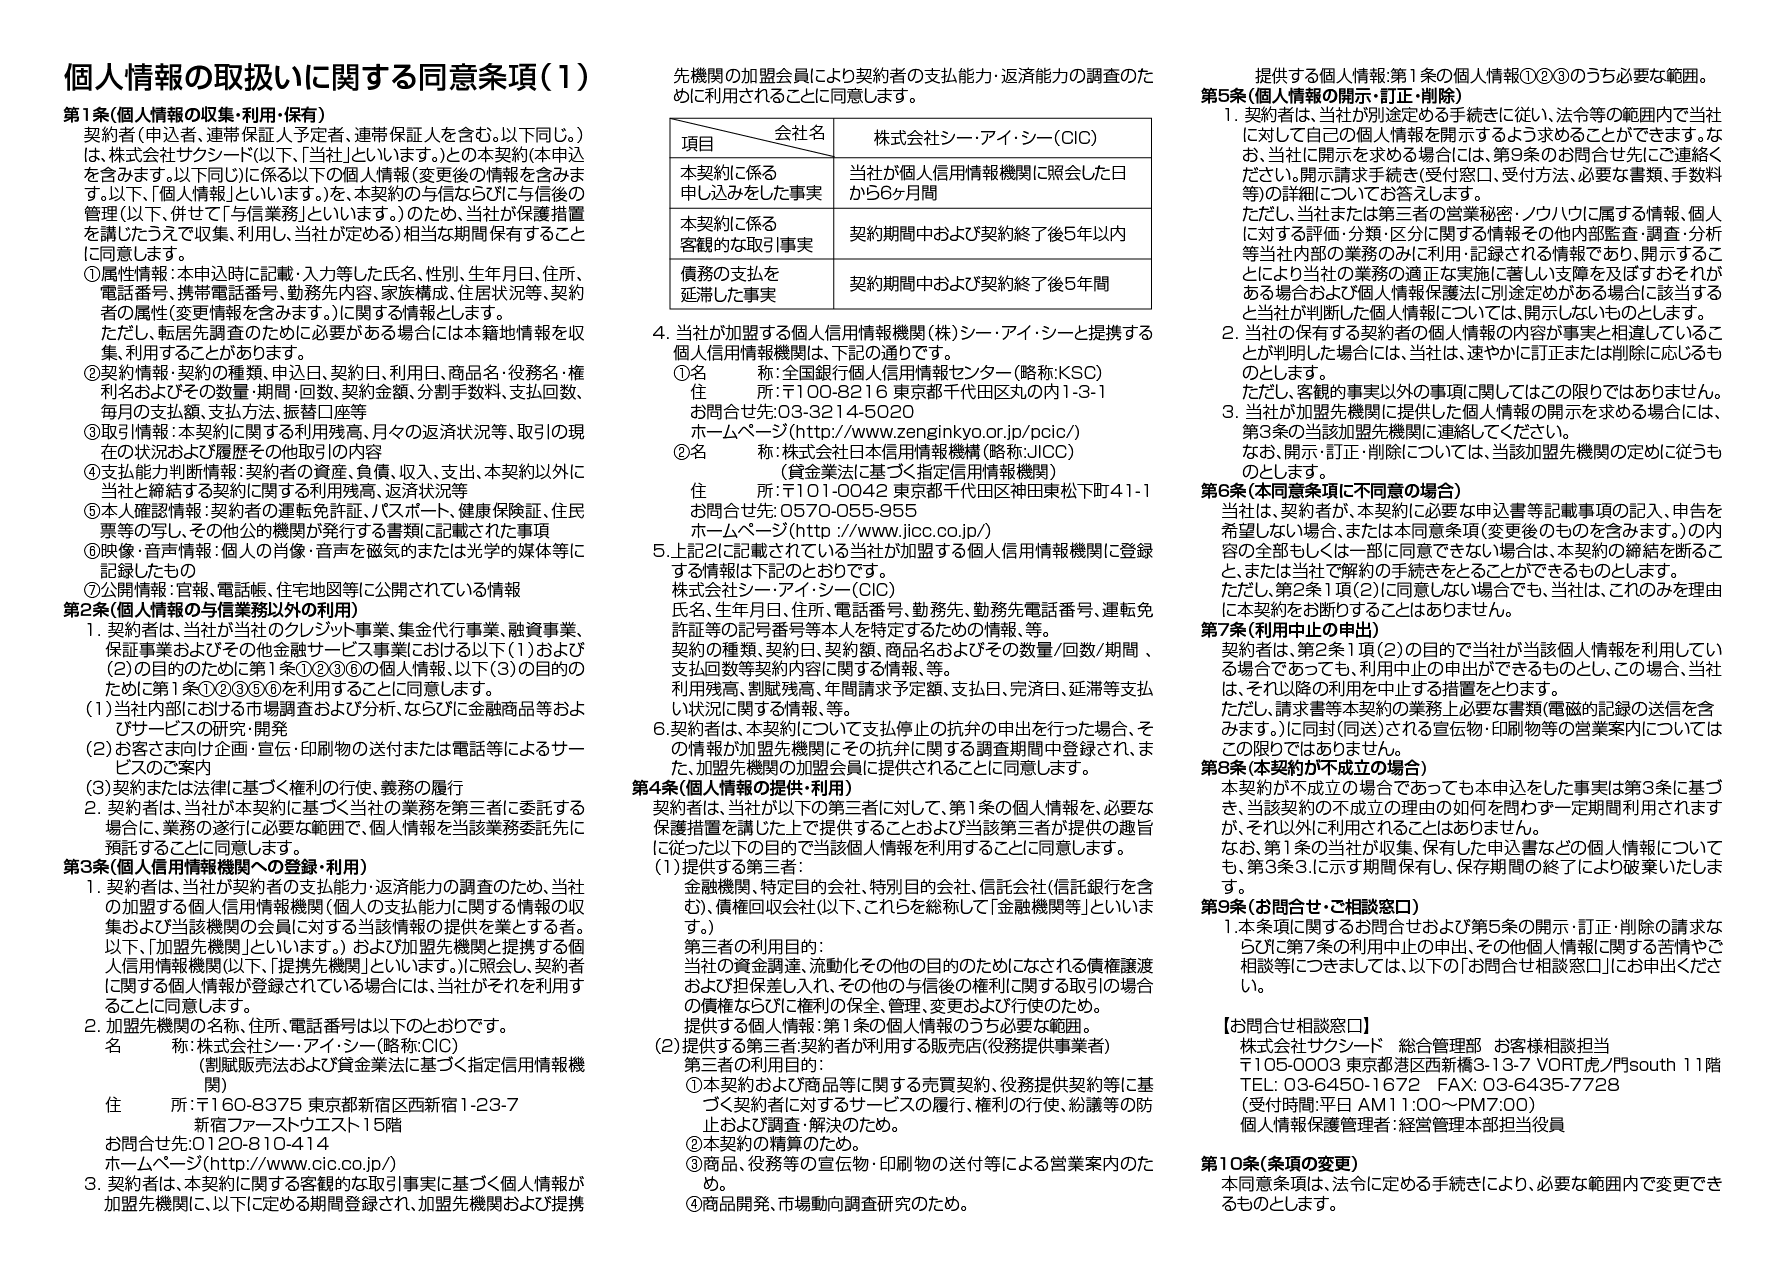 個人情報の取扱いに関する同意条項（1）
第1条（個人情報の収集・利用・保有）
契約者（申込者、連帯保証人予定者、連帯保証人を含む。以下同じ。）
は、株式会社サクシード（以下、「当社」といいます。）との本契約（本申込
を含みます。以下同じ）に係る以下の個人情報（変更後の情報を含みま
す。以下、「個人情報」といいます。）を、本契約の与信ならびに与信後の
管理（以下、併せて「与信業務」といいます。）のため、当社が保護措置
を講じたうえで収集、利用し、当社が定める）相当な期間保有すること
に同意します。
①属性情報：本申込時に記載・入力等した氏名、性別、生年月日、住所、
電話番号、携帯電話番号、勤務先内容、家族構成、住居状況等、契約
者の属性（変更情報を含みます。）に関する情報とします。
ただし、転居先調査のために必要がある場合には本籍地情報を収
集、利用することがあります。
②契約情報・契約の種類、申込日、契約日、利用日、商品名・役務名・権
利名およびその数量・期間・回数、契約金額、分割手数料、支払回数、
毎月の支払額、支払方法、振替口座等
③取引情報：本契約に関する利用残高、月々の返済状況等、取引の現
在の状況および履歴その他取引の内容
④支払能力判断情報：契約者の資産、負債、収入、支出、本契約以外に
当社と締結する契約に関する利用残高、返済状況等
⑤本人確認情報：契約者の運転免許証、パスポート、健康保険証、住民
票等の写し、その他公的機関が発行する書類に記載された事項
⑥映像・音声情報：個人の肖像・音声を磁気的または光学的媒体等に
記録したもの
⑦公開情報：官報、電話帳、住宅地図等に公開されている情報
第2条（個人情報の与信業務以外の利用）
1. 契約者は、当社が当社のクレジット事業、集金代行事業、融資事業、
保証事業およびその他金融サービス事業における以下（1）および
（2）の目的のために第1条①②③⑥の個人情報、以下（3）の目的の
ために第1条①②③⑤⑥を利用することに同意します。
（1）当社内部における市場調査および分析、ならびに金融商品等およ
びサービスの研究・開発
（2）お客さま向け企画・宣伝・印刷物の送付または電話等によるサー
ビスのご案内
（3）契約または法律に基づく権利の行使、義務の履行
2. 契約者は、当社が本契約に基づく当社の業務を第三者に委託する
場合に、業務の遂行に必要な範囲で、個人情報を当該業務委託先に
預託することに同意します。
第3条（個人信用情報機関への登録・利用）
1. 契約者は、当社が契約者の支払能力・返済能力の調査のため、当社
の加盟する個人信用情報機関（個人の支払能力に関する情報の収
集および当該機関の会員に対する当該情報の提供を業とする者。
以下、「加盟先機関」といいます。） および加盟先機関と提携する個
人信用情報機関（以下、「提携先機関」といいます。）に照会し、契約者
に関する個人情報が登録されている場合には、当社がそれを利用す
ることに同意します。
2. 加盟先機関の名称、住所、電話番号は以下のとおりです。
名　　　称：株式会社シー・アイ・シー（略称:CIC）
（割賦販売法および貸金業法に基づく指定信用情報機
関）
住　　　所：〒160-8375 東京都新宿区西新宿1-23-7
新宿ファーストウエスト15階
お問合せ先:0120-810-414
ホームページ（http://www.cic.co.jp/）
3. 契約者は、本契約に関する客観的な取引事実に基づく個人情報が
加盟先機関に、以下に定める期間登録され、加盟先機関および提携
先機関の加盟会員により契約者の支払能力・返済能力の調査のた
めに利用されることに同意します。
会社名
項目
株式会社シー・アイ・シー（CIC）
本契約に係る
申し込みをした事実
当社が個人信用情報機関に照会した日
から6ヶ月間
本契約に係る
客観的な取引事実
契約期間中および契約終了後5年以内
債務の支払を
延滞した事実
契約期間中および契約終了後5年間
4. 当社が加盟する個人信用情報機関（株）シー・アイ・シーと提携する
個人信用情報機関は、下記の通りです。
①名　　　称：全国銀行個人信用情報センター（略称:KSC）
住　　　所：〒100-8216 東京都千代田区丸の内1-3-1
お問合せ先:03-3214-5020
ホームページ（http://www.zenginkyo.or.jp/pcic/）
②名　　　称：株式会社日本信用情報機構（略称:JICC）
（貸金業法に基づく指定信用情報機関）
住　　　所：〒101-0042 東京都千代田区神田東松下町41-1
お問合せ先: 0570-055-955
ホームページ（http ://www.jicc.co.jp/）
5.上記2に記載されている当社が加盟する個人信用情報機関に登録
する情報は下記のとおりです。
株式会社シー・アイ・シー（CIC）
氏名、生年月日、住所、電話番号、勤務先、勤務先電話番号、運転免
許証等の記号番号等本人を特定するための情報、等。
契約の種類、契約日、契約額、商品名およびその数量/回数/期間 、
支払回数等契約内容に関する情報、等。
利用残高、割賦残高、年間請求予定額、支払日、完済日、延滞等支払
い状況に関する情報、等。
6.契約者は、本契約について支払停止の抗弁の申出を行った場合、そ
の情報が加盟先機関にその抗弁に関する調査期間中登録され、ま
た、加盟先機関の加盟会員に提供されることに同意します。
第4条（個人情報の提供・利用）
契約者は、当社が以下の第三者に対して、第1条の個人情報を、必要な
保護措置を講じた上で提供することおよび当該第三者が提供の趣旨
に従った以下の目的で当該個人情報を利用することに同意します。
（1）提供する第三者：
金融機関、特定目的会社、特別目的会社、信託会社（信託銀行を含
む）、債権回収会社（以下、これらを総称して「金融機関等」といいま
す。）
第三者の利用目的：
当社の資金調達、流動化その他の目的のためになされる債権譲渡
および担保差し入れ、その他の与信後の権利に関する取引の場合
の債権ならびに権利の保全、管理、変更および行使のため。
提供する個人情報：第1条の個人情報のうち必要な範囲。
（2）提供する第三者:契約者が利用する販売店（役務提供事業者）
第三者の利用目的：
①本契約および商品等に関する売買契約、役務提供契約等に基
づく契約者に対するサービスの履行、権利の行使、紛議等の防
止および調査・解決のため。
②本契約の精算のため。
③商品、役務等の宣伝物・印刷物の送付等による営業案内のた
め。
④商品開発、市場動向調査研究のため。
提供する個人情報:第1条の個人情報①②③のうち必要な範囲。
第5条（個人情報の開示・訂正・削除）
1. 契約者は、当社が別途定める手続きに従い、法令等の範囲内で当社
に対して自己の個人情報を開示するよう求めることができます。な
お、当社に開示を求める場合には、第9条のお問合せ先にご連絡く
ださい。開示請求手続き（受付窓口、受付方法、必要な書類、手数料
等）の詳細についてお答えします。
ただし、当社または第三者の営業秘密・ノウハウに属する情報、個人
に対する評価・分類・区分に関する情報その他内部監査・調査・分析
等当社内部の業務のみに利用・記録される情報であり、開示するこ
とにより当社の業務の適正な実施に著しい支障を及ぼすおそれが
ある場合および個人情報保護法に別途定めがある場合に該当する
と当社が判断した個人情報については、開示しないものとします。
2. 当社の保有する契約者の個人情報の内容が事実と相違しているこ
とが判明した場合には、当社は、速やかに訂正または削除に応じるも
のとします。
ただし、客観的事実以外の事項に関してはこの限りではありません。
3. 当社が加盟先機関に提供した個人情報の開示を求める場合には、
第3条の当該加盟先機関に連絡してください。
なお、開示・訂正・削除については、当該加盟先機関の定めに従うも
のとします。
第6条（本同意条項に不同意の場合）
当社は、契約者が、本契約に必要な申込書等記載事項の記入、申告を
希望しない場合、または本同意条項（変更後のものを含みます。）の内
容の全部もしくは一部に同意できない場合は、本契約の締結を断るこ
と、または当社で解約の手続きをとることができるものとします。
ただし、第2条1項（2）に同意しない場合でも、当社は、これのみを理由
に本契約をお断りすることはありません。
第7条（利用中止の申出）
契約者は、第2条1項（2）の目的で当社が当該個人情報を利用してい
る場合であっても、利用中止の申出ができるものとし、この場合、当社
は、それ以降の利用を中止する措置をとります。
ただし、請求書等本契約の業務上必要な書類（電磁的記録の送信を含
みます。）に同封（同送）される宣伝物・印刷物等の営業案内については
この限りではありません。
第8条（本契約が不成立の場合）
本契約が不成立の場合であっても本申込をした事実は第3条に基づ
き、当該契約の不成立の理由の如何を問わず一定期間利用されます
が、それ以外に利用されることはありません。
なお、第1条の当社が収集、保有した申込書などの個人情報について
も、第3条3.に示す期間保有し、保存期間の終了により破棄いたしま
す。
第9条（お問合せ・ご相談窓口）
1.本条項に関するお問合せおよび第5条の開示・訂正・削除の請求な
らびに第7条の利用中止の申出、その他個人情報に関する苦情やご
相談等につきましては、以下の「お問合せ相談窓口」にお申出くださ
い。
【お問合せ相談窓口】
株式会社サクシード　総合管理部　お客様相談担当
〒105-0003 東京都港区西新橋3-13-7 VORT虎ノ門south 11階
TEL: 03-6450-1672　FAX: 03-6435-7728
（受付時間:平日 AM11:00〜PM7:00）
個人情報保護管理者：経営管理本部担当役員
第10条（条項の変更）
本同意条項は、法令に定める手続きにより、必要な範囲内で変更でき
るものとします。